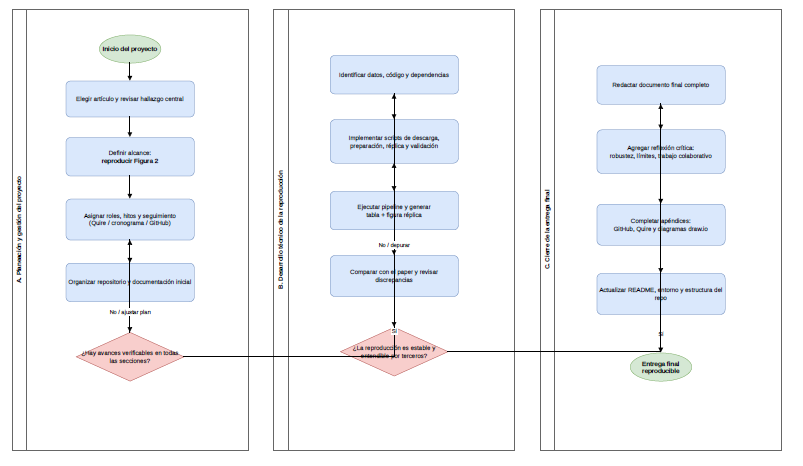 A. Planeación y gestión del proyecto
Inicio del proyecto
Elegir artículo y revisar hallazgo central
Definir alcance:
reproducir Figura 2
Asignar roles, hitos y seguimiento
(Quire / cronograma / GitHub)
Organizar repositorio y documentación inicial
No / ajustar plan
¿Hay avances verificables en todas
las secciones?
B. Desarrollo técnico de la reproducción
Identificar datos, código y dependencias
Implementar scripts de descarga,
preparación, réplica y validación
Ejecutar pipeline y generar
tabla + figura réplica
No / depurar
Comparar con el paper y revisar
discrepancias
Sí
¿La reproducción es estable y
entendible por terceros?
C. Cierre de la entrega final
Redactar documento final completo
Agregar reflexión crítica:
robustez, límites, trabajo colaborativo
Completar apéndices:
GitHub, Quire y diagramas draw.io
Actualizar README, entorno y estructura del
repo
Sí
Entrega final
reproducible